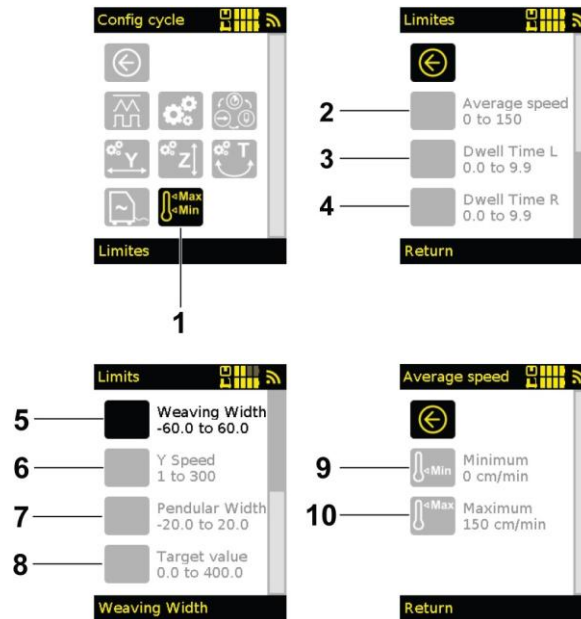 Config cycle
Y
Z
T
~
Max
Min
Limites
1
Limites
2
Average speed
0 to 150
3
Dwell Time L
0.0 to 9.9
4
Dwell Time R
0.0 to 9.9
Return
Limits
5
Weaving Width
-60.0 to 60.0
6
Y Speed
1 to 300
7
Pendular Width
-20.0 to 20.0
8
Target value
0.0 to 400.0
Weaving Width
Average speed
9
Min
Minimum
0 cm/min
10
Max
Maximum
150 cm/min
Return